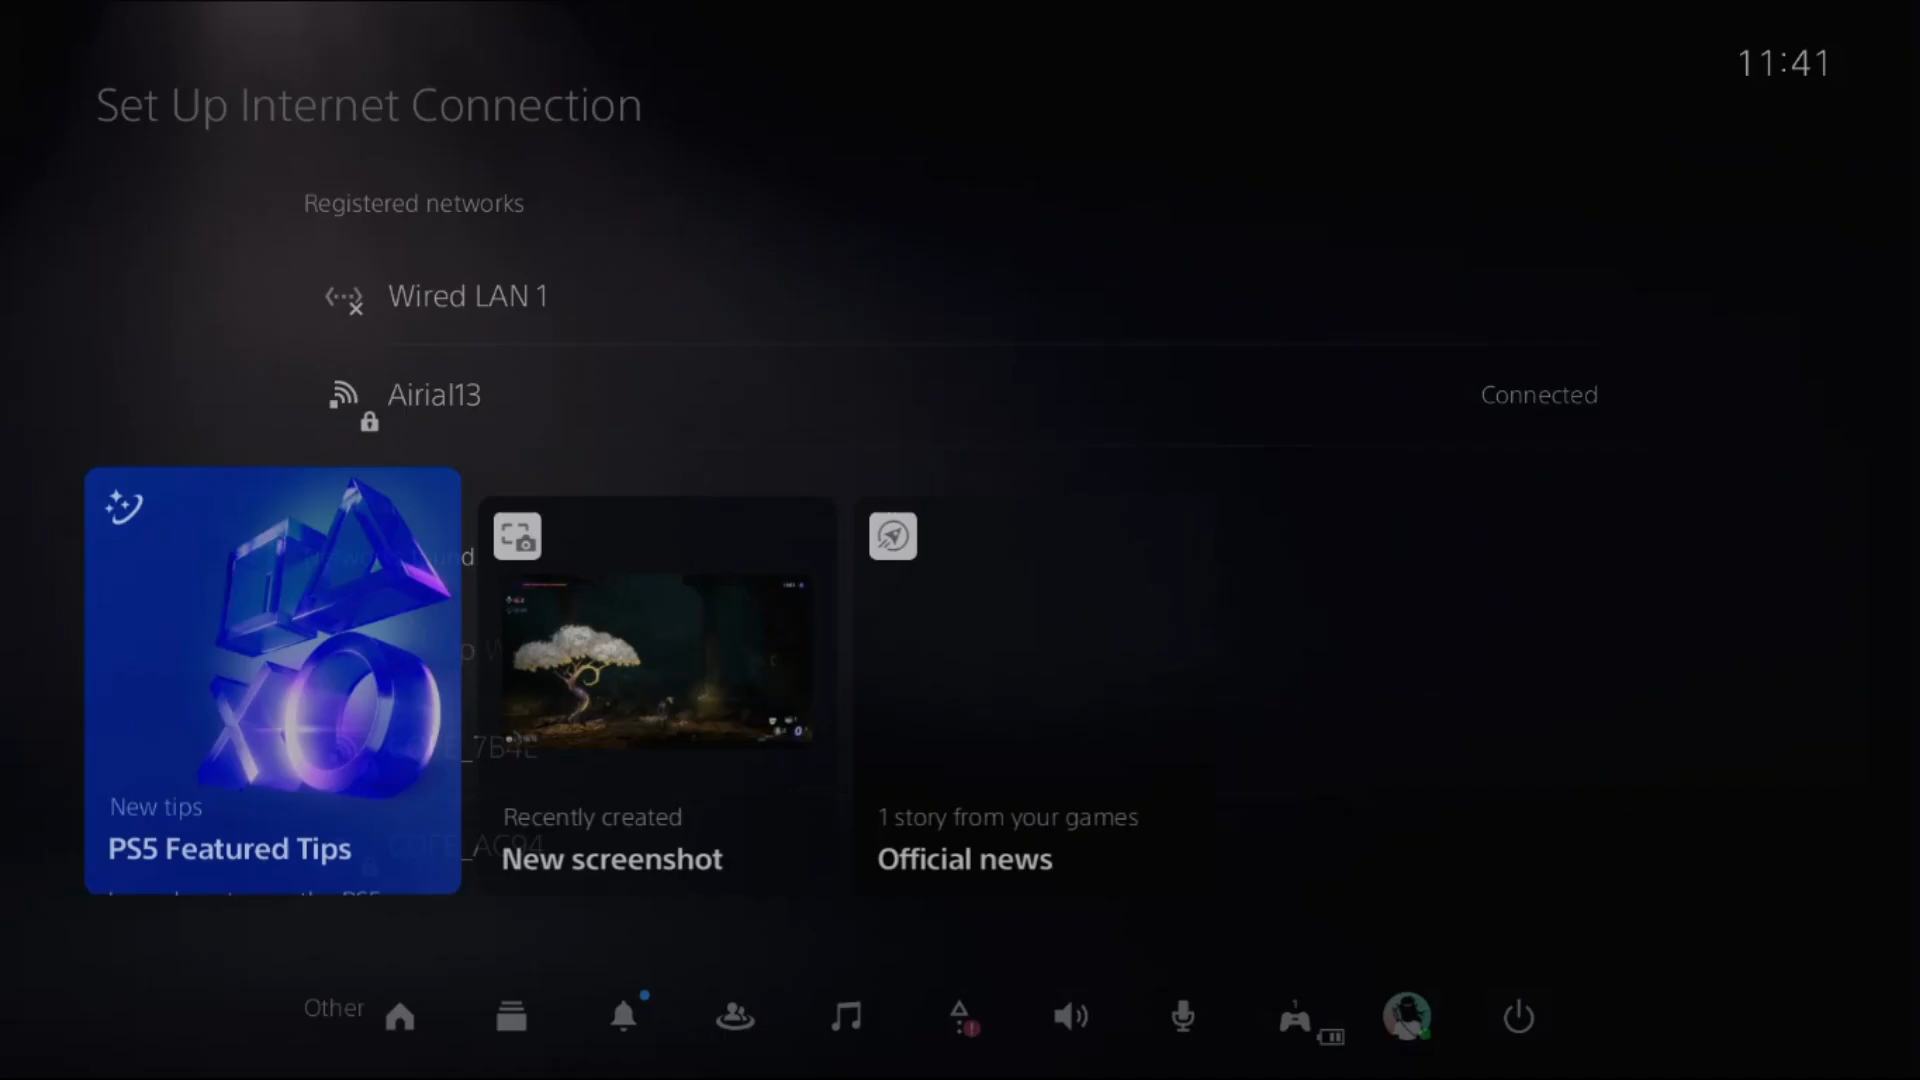 11:41
Set Up Internet Connection
Registered networks
Wired LAN 1
Airial13
Connected
New tips
PS5 Featured Tips
Recently created
New screenshot
1 story from your games
Official news
Other
1